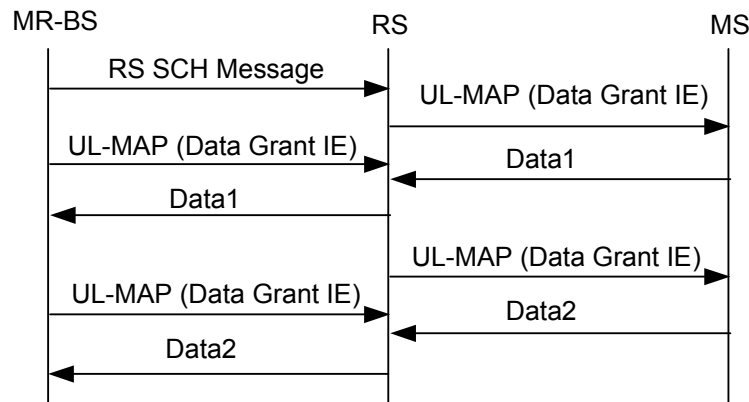 MR-BS RS MS
RS SCH Message
UL-MAP (Data Grant IE)
UL-MAP (Data Grant IE)
Data1
Data1
UL-MAP (Data Grant IE)
UL-MAP (Data Grant IE)
Data2
Data2